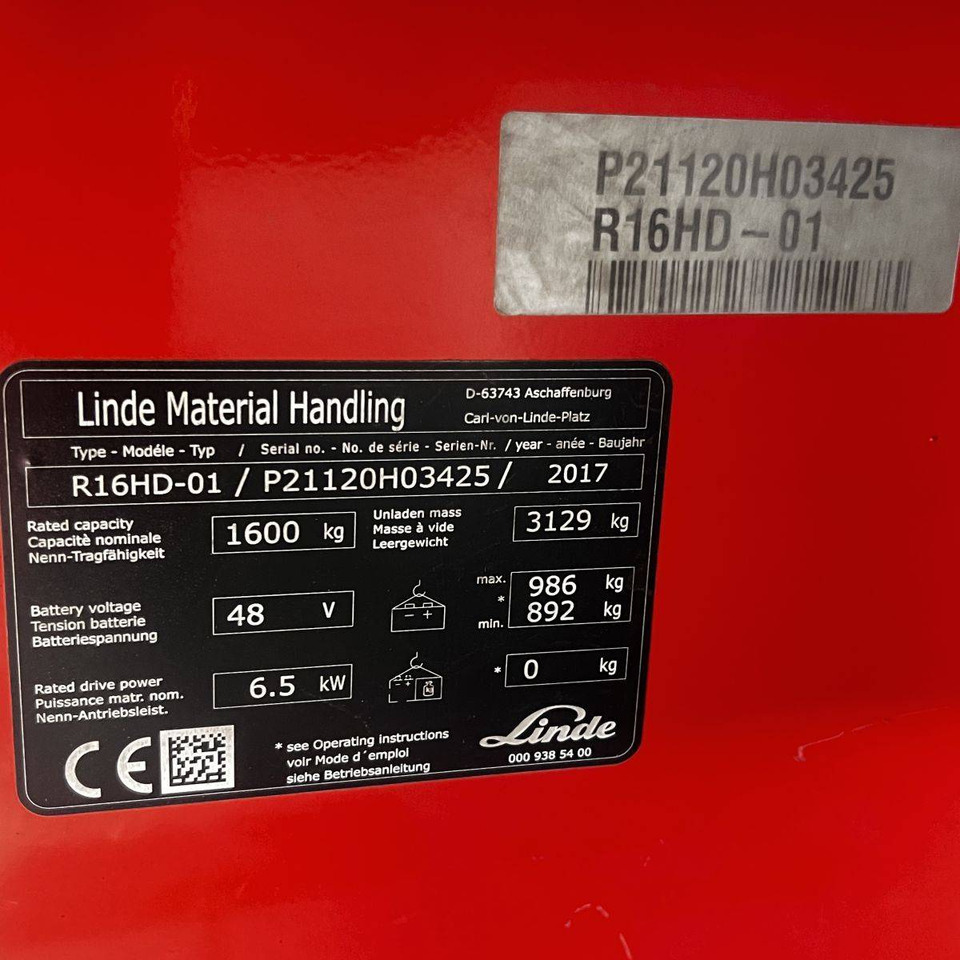 P21120H03425
R16HD-01
Linde Material Handling
D-63743 Aschaffenburg
Carl-von-Linde-Platz
Type - Modéle - Typ / Serial no. - No. de série - Serien-Nr. / year - anée - Baujahr
R16HD-01 / P21120H03425 / 2017
Rated capacity
Capacitè nominale
Nenn-Tragfähigkeit
1600 kg
Unladen mass
Masse à vide
Leergewicht
3129 kg
Battery voltage
Tension batterie
Batteriespannung
48 V
- +
max. 986 kg
*
min. 892 kg
Rated drive power
Puissance matr. nom.
Nenn-Antriebsleist.
6.5 kW
- +
kg
* 0 kg
CE
* see Operating instructions
voir Mode d´emploi
siehe Betriebsanleitung
Linde
000 938 54 00